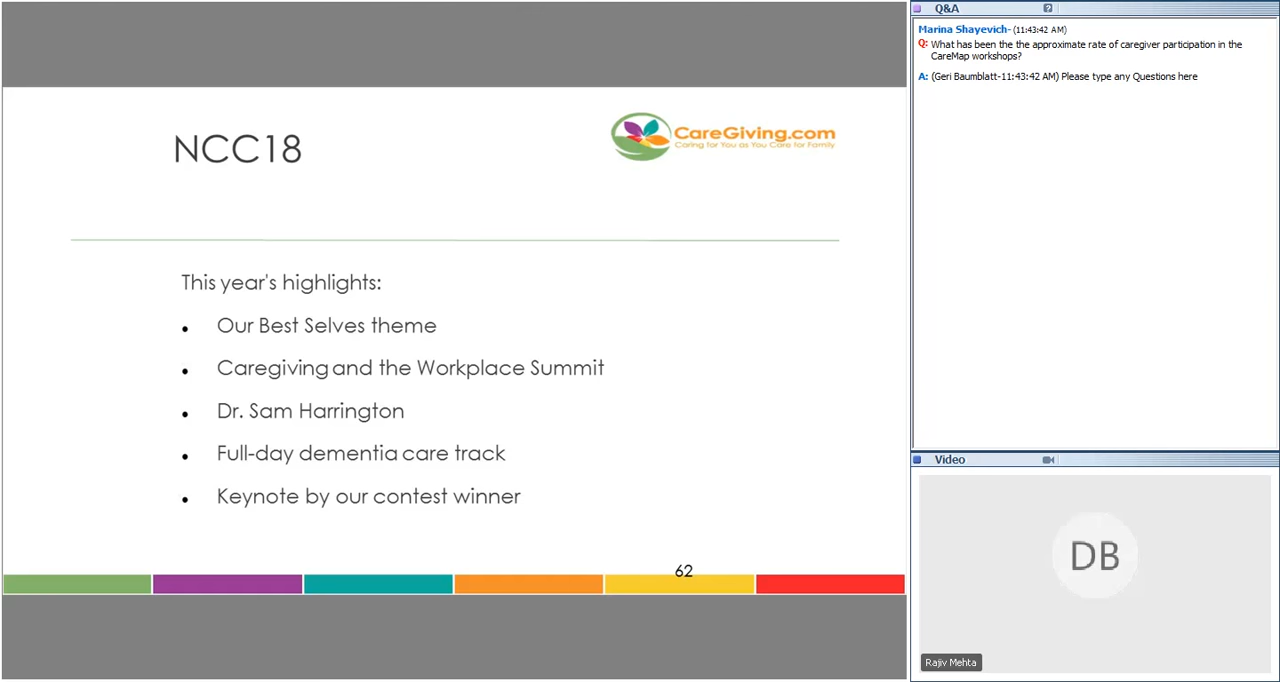 NCC18
CareGiving.com
Caring for You as You Care for Family
This year's highlights:
• Our Best Selves theme
• Caregiving and the Workplace Summit
• Dr. Sam Harrington
• Full-day dementia care track
• Keynote by our contest winner
62
Q&A
?
Marina Shayevich- (11:43:42 AM)
Q: What has been the the approximate rate of caregiver participation in the
CareMap workshops?
A: (Geri Baumblatt-11:43:42 AM) Please type any Questions here
Video
DB
Rajiv Mehta